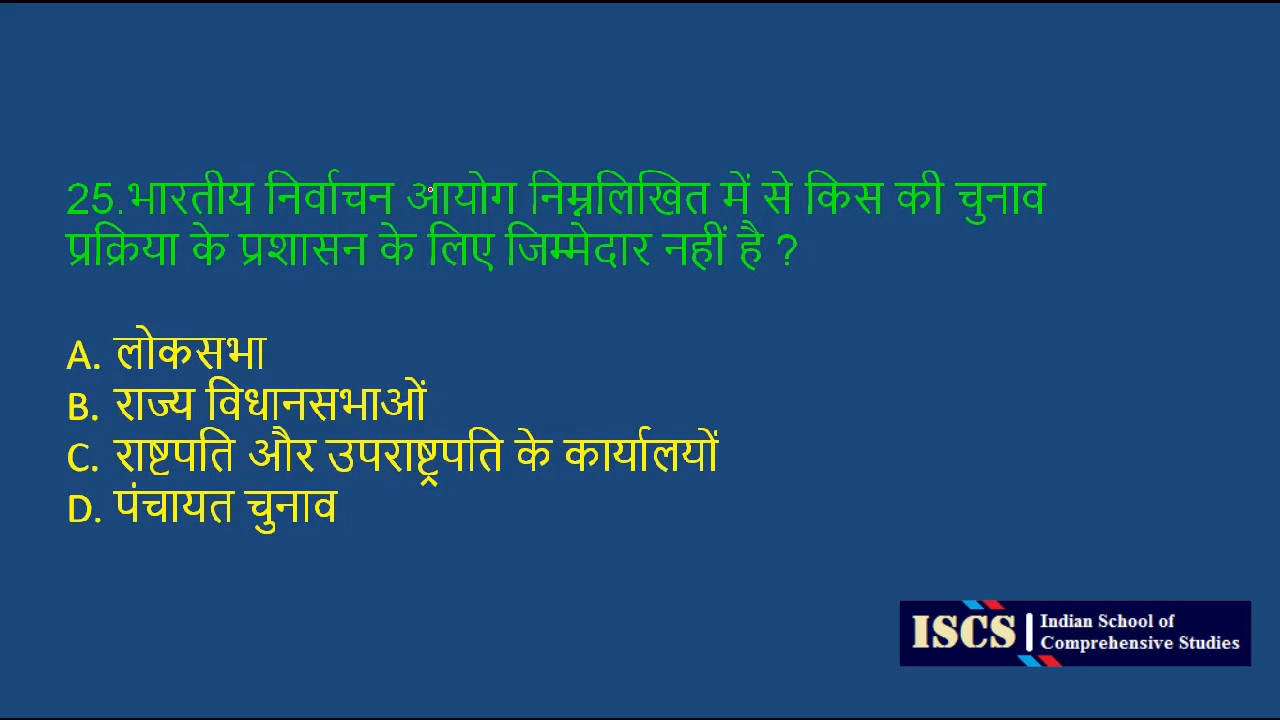 25.भारतीय निर्वाचन आयोग निम्नलिखित में से किस की चुनाव
प्रक्रिया के प्रशासन के लिए जिम्मेदार नहीं है ?
A. लोकसभा
B. राज्य विधानसभाओं
C. राष्टपति और उपराष्ट्रपति के कार्यालयों
D. पंचायत चुनाव
ISCS
Indian School of
Comprehensive Studies